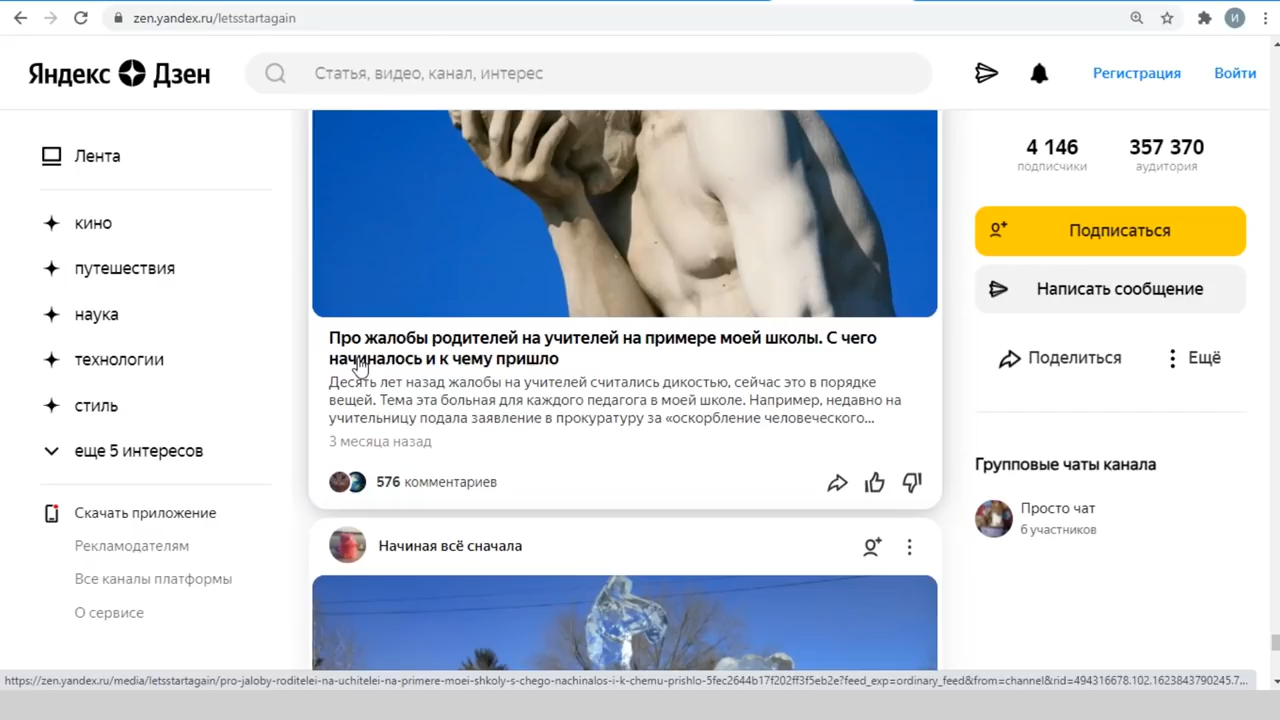 zen.yandex.ru/letsstartagain
И
Яндекс Дзен
Статья, видео, канал, интерес
Регистрация
Войти
Лента
кино
путешествия
наука
технологии
стиль
еще 5 интересов
Скачать приложение
Рекламодателям
Все каналы платформы
О сервисе
Про жалобы родителей на учителей на примере моей школы. С чего
начиналось и к чему пришло
Десять лет назад жалобы на учителей считались дикостью, сейчас это в порядке
вещей. Тема эта больная для каждого педагога в моей школе. Например, недавно на
учительницу подала заявление в прокуратуру за «оскорбление человеческого...
3 месяца назад
576 комментариев
Начиная всё сначала
4 146
подписчики
357 370
аудитория
Подписаться
Написать сообщение
Поделиться
Ещё
Групповые чаты канала
Просто чат
6 участников
https://zen.yandex.ru/media/letsstartagain/pro-jaloby-roditelei-na-uchitelei-na-primere-moei-shkoly-s-chego-nachinalos-i-k-chemu-prishlo-5fec2644b17f202ff3f5eb2e?feed_exp=ordinary_feed&from=channel&rid=494316678.102.1623843790245.7...